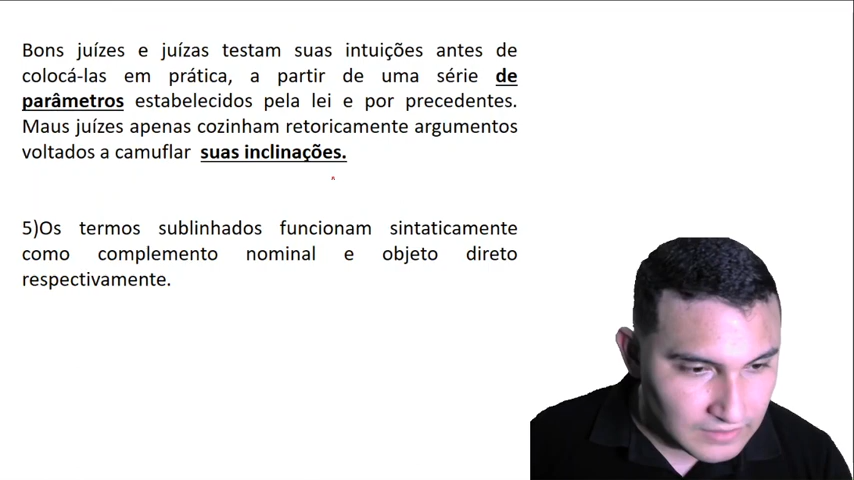 Bons juízes e juízas testam suas intuições antes de
colocá-las em prática, a partir de uma série de
parâmetros estabelecidos pela lei e por precedentes.
Maus juízes apenas cozinham retoricamente argumentos
voltados a camuflar suas inclinações.
5)Os termos sublinhados funcionam sintaticamente
como complemento nominal e objeto direto
respectivamente.